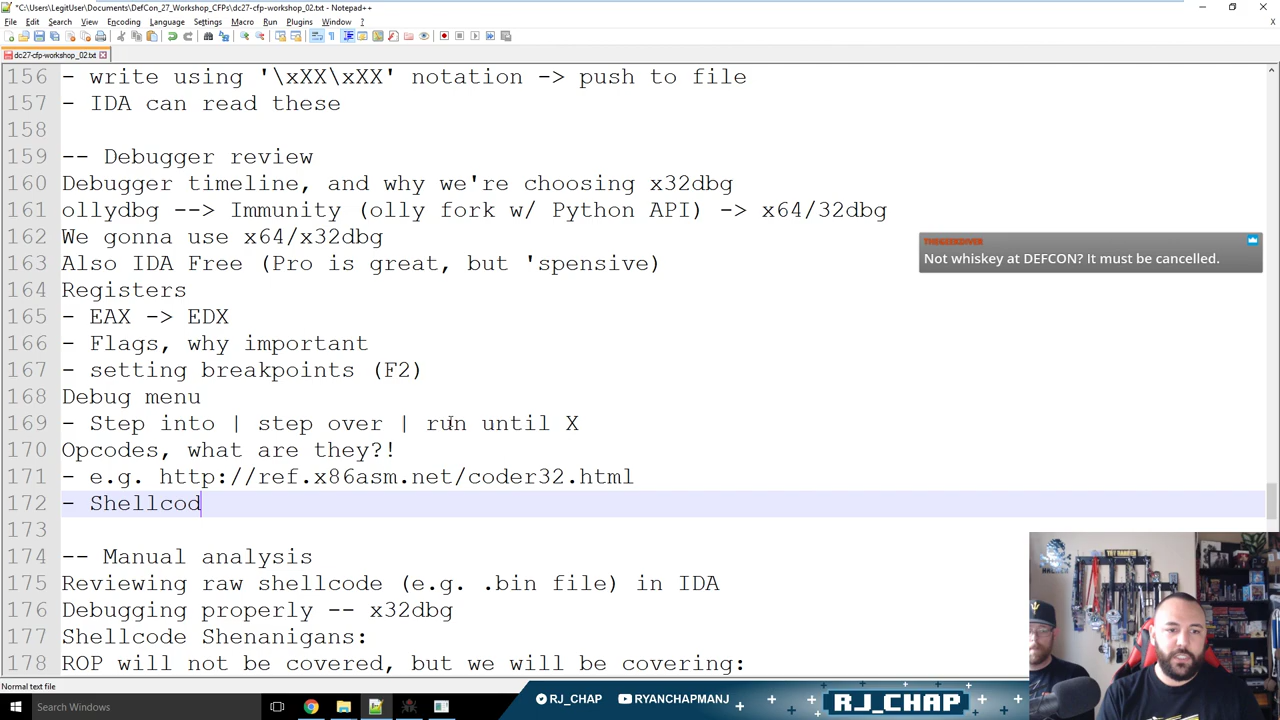 *C:\Users\LegitUser\Documents\DefCon_27_Workshop_CFPs\dc27-cfp-workshop_02.txt - Notepad++
File Edit Search View Encoding Language Settings Macro Run Plugins Window ?
X
dc27-cfp-workshop_02.txt
156 - write using '\xXX\xXX' notation -> push to file
157 - IDA can read these
158
159 -- Debugger review
160 Debugger timeline, and why we're choosing x32dbg
161 ollydbg --> Immunity (olly fork w/ Python API) -> x64/32dbg
162 We gonna use x64/x32dbg
163 Also IDA Free (Pro is great, but 'spensive)
164 Registers
165 - EAX -> EDX
166 - Flags, why important
167 - setting breakpoints (F2)
168 Debug menu
169 - Step into | step over | run until X
170 Opcodes, what are they?!
171 - e.g. http://ref.x86asm.net/coder32.html
172 - Shellcod
173
174 -- Manual analysis
175 Reviewing raw shellcode (e.g. .bin file) in IDA
176 Debugging properly -- x32dbg
177 Shellcode Shenanigans:
178 ROP will not be covered, but we will be covering:
THEGEEKDIVER
Not whiskey at DEFCON? It must be cancelled.
Normal text file
Search Windows
RJ_CHAP
RYANCHAPMANJ
RJ_CHAP